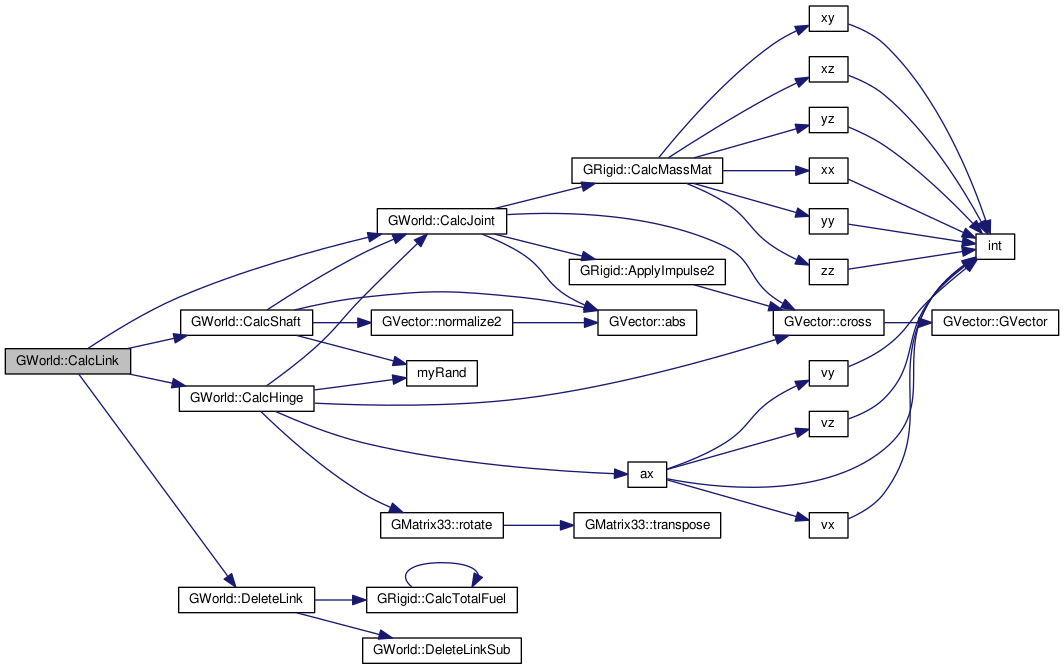 xy
xz
yz
GRigid::CalcMassMat
xx
yy
GWorld::CalcJoint
int
zz
GRigid::ApplyImpulse2
GWorld::CalcShaft
GVector::normalize2
GVector::abs
GVector::cross
GVector::GVector
GWorld::CalcLink
myRand
vy
GWorld::CalcHinge
vz
ax
GMatrix33::rotate
GMatrix33::transpose
vx
GWorld::DeleteLink
GRigid::CalcTotalFuel
GWorld::DeleteLinkSub